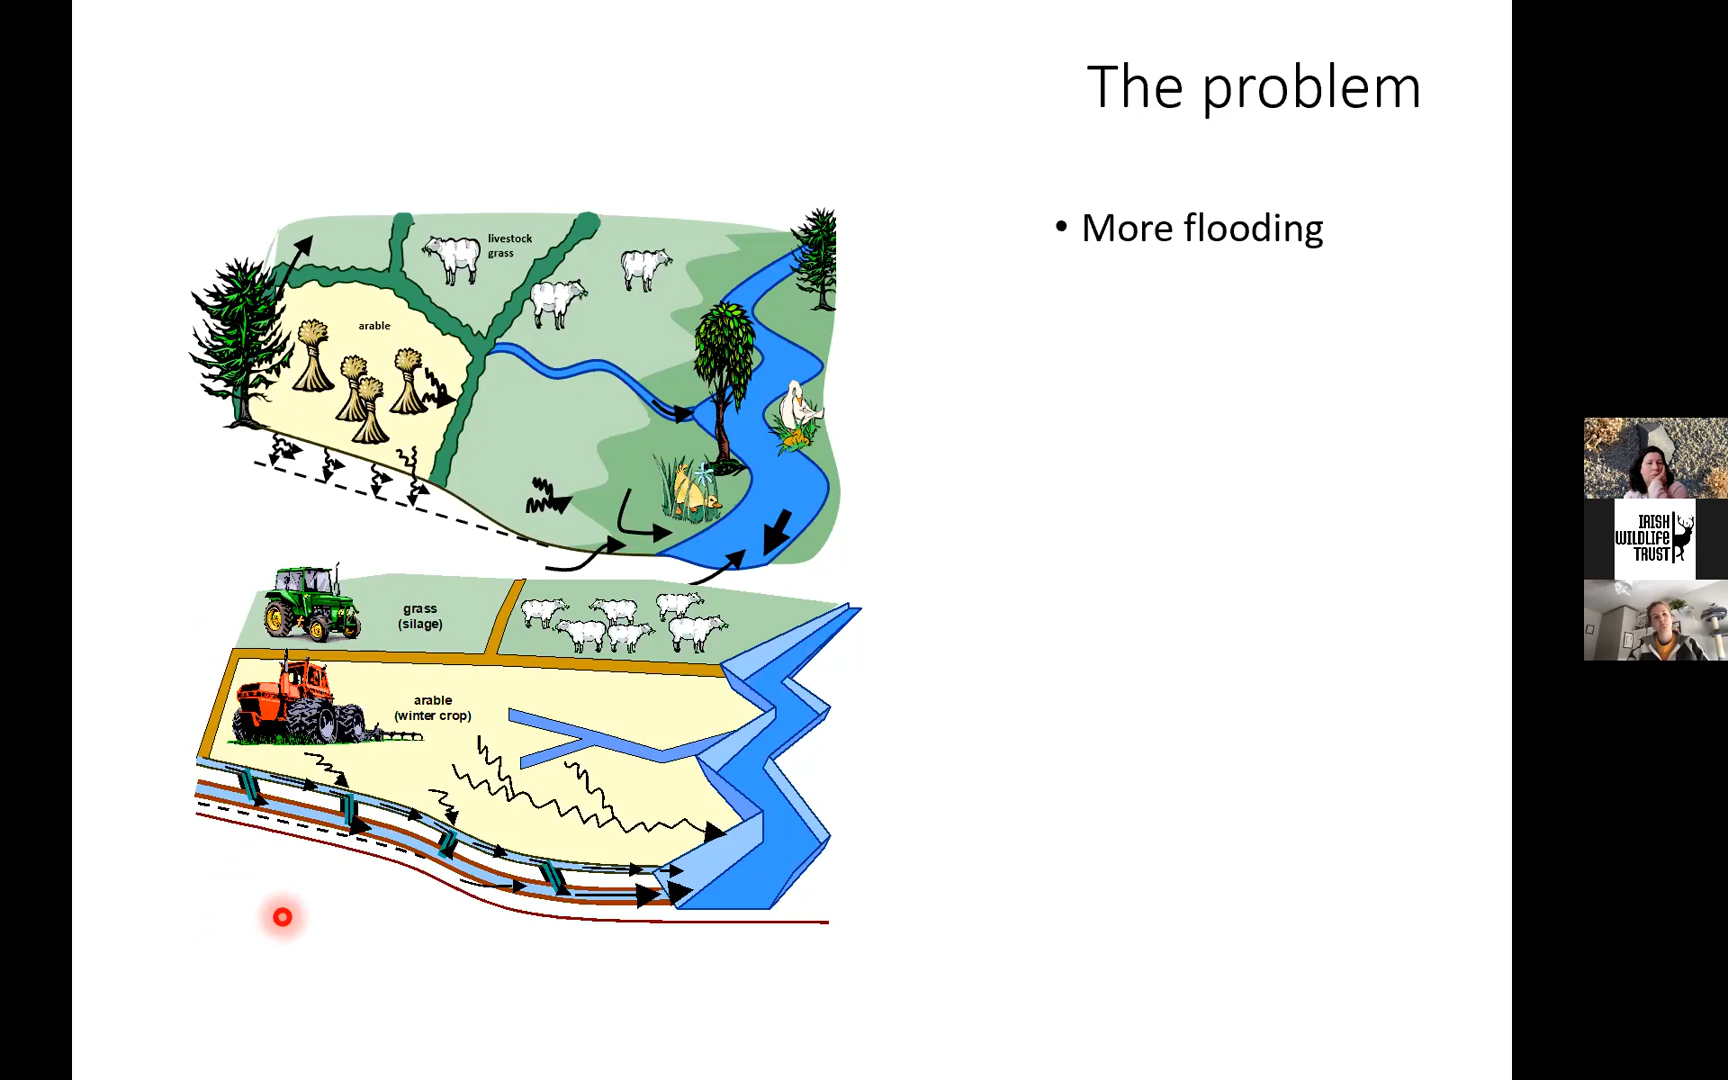 The problem
• More flooding
livestock
grass
arable
grass
(silage)
arable
(winter crop)
IRISH
WILDLIFE
TRUST